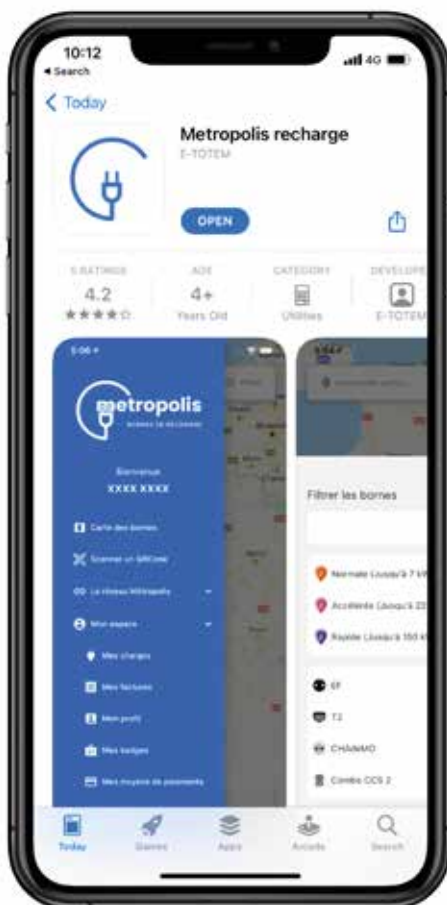 10:12
4G
Search
Today
Metropolis recharge
E-TOTEM
OPEN
5 RATINGS
AGE
CATEGORY
DEVELOPE
4.2
4+
Years Old
Utilities
E-TOTEM
metropolis
BORNES DE RECHARGE
Bienvenue
XXXX XXXX
Carte des bornes
Scanner un QRCode
Le réseau Métropolis
Mon espace
Mes charges
Mes factures
Mon profil
Mes badges
Mes moyens de paiements
Filtrer les bornes
Normale (Jusqu'à 7 kW
Accélérée (Jusqu'à 22
Rapide (Jusqu'à 150 k
EF
T2
CHAdeMO
Combo CCS 2
Today
Games
Apps
Arcade
Search